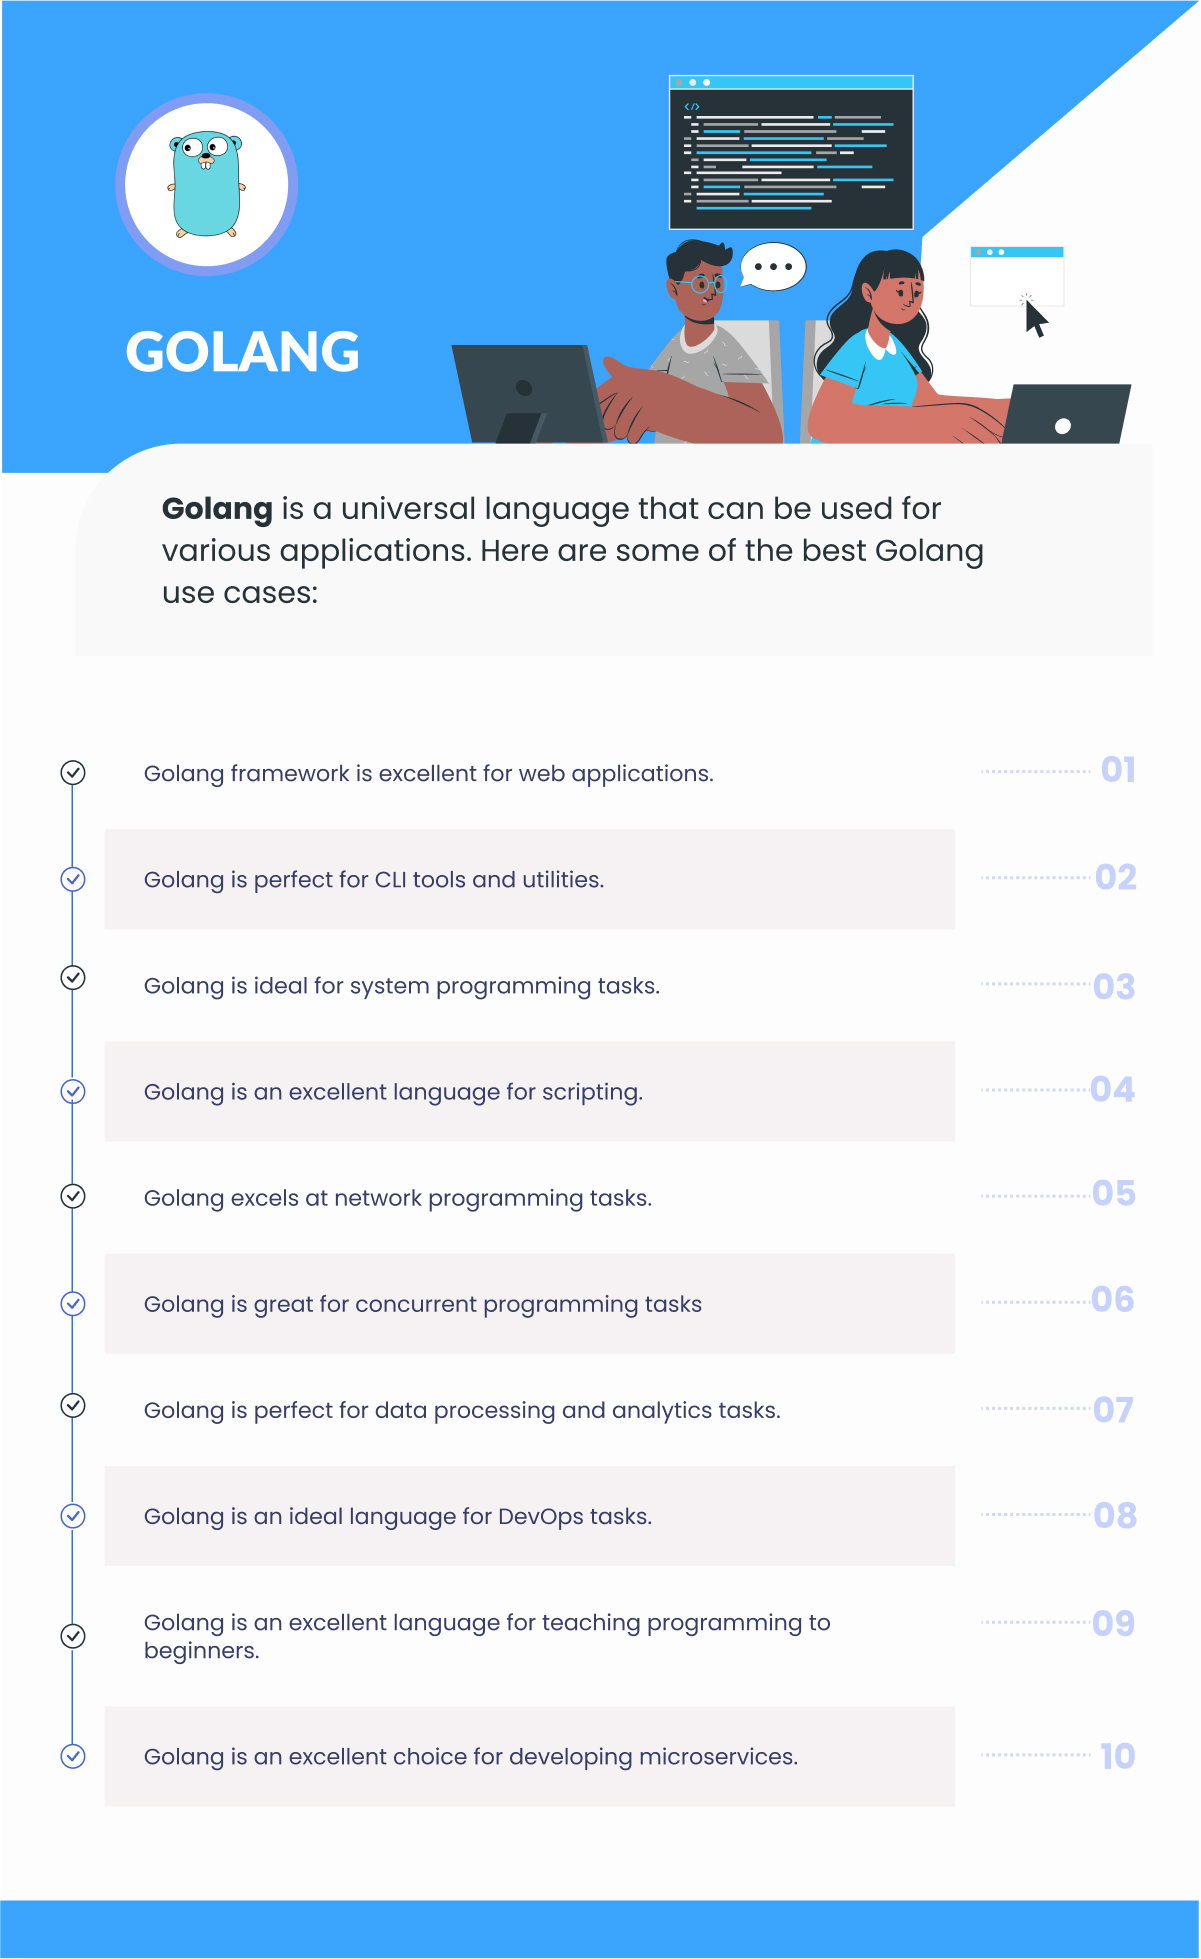 </>
GOLANG
Golang is a universal language that can be used for
various applications. Here are some of the best Golang
use cases:
Golang framework is excellent for web applications. 01
Golang is perfect for CLI tools and utilities. 02
Golang is ideal for system programming tasks. 03
Golang is an excellent language for scripting. 04
Golang excels at network programming tasks. 05
Golang is great for concurrent programming tasks 06
Golang is perfect for data processing and analytics tasks. 07
Golang is an ideal language for DevOps tasks. 08
Golang is an excellent language for teaching programming to 09
beginners.
Golang is an excellent choice for developing microservices. 10